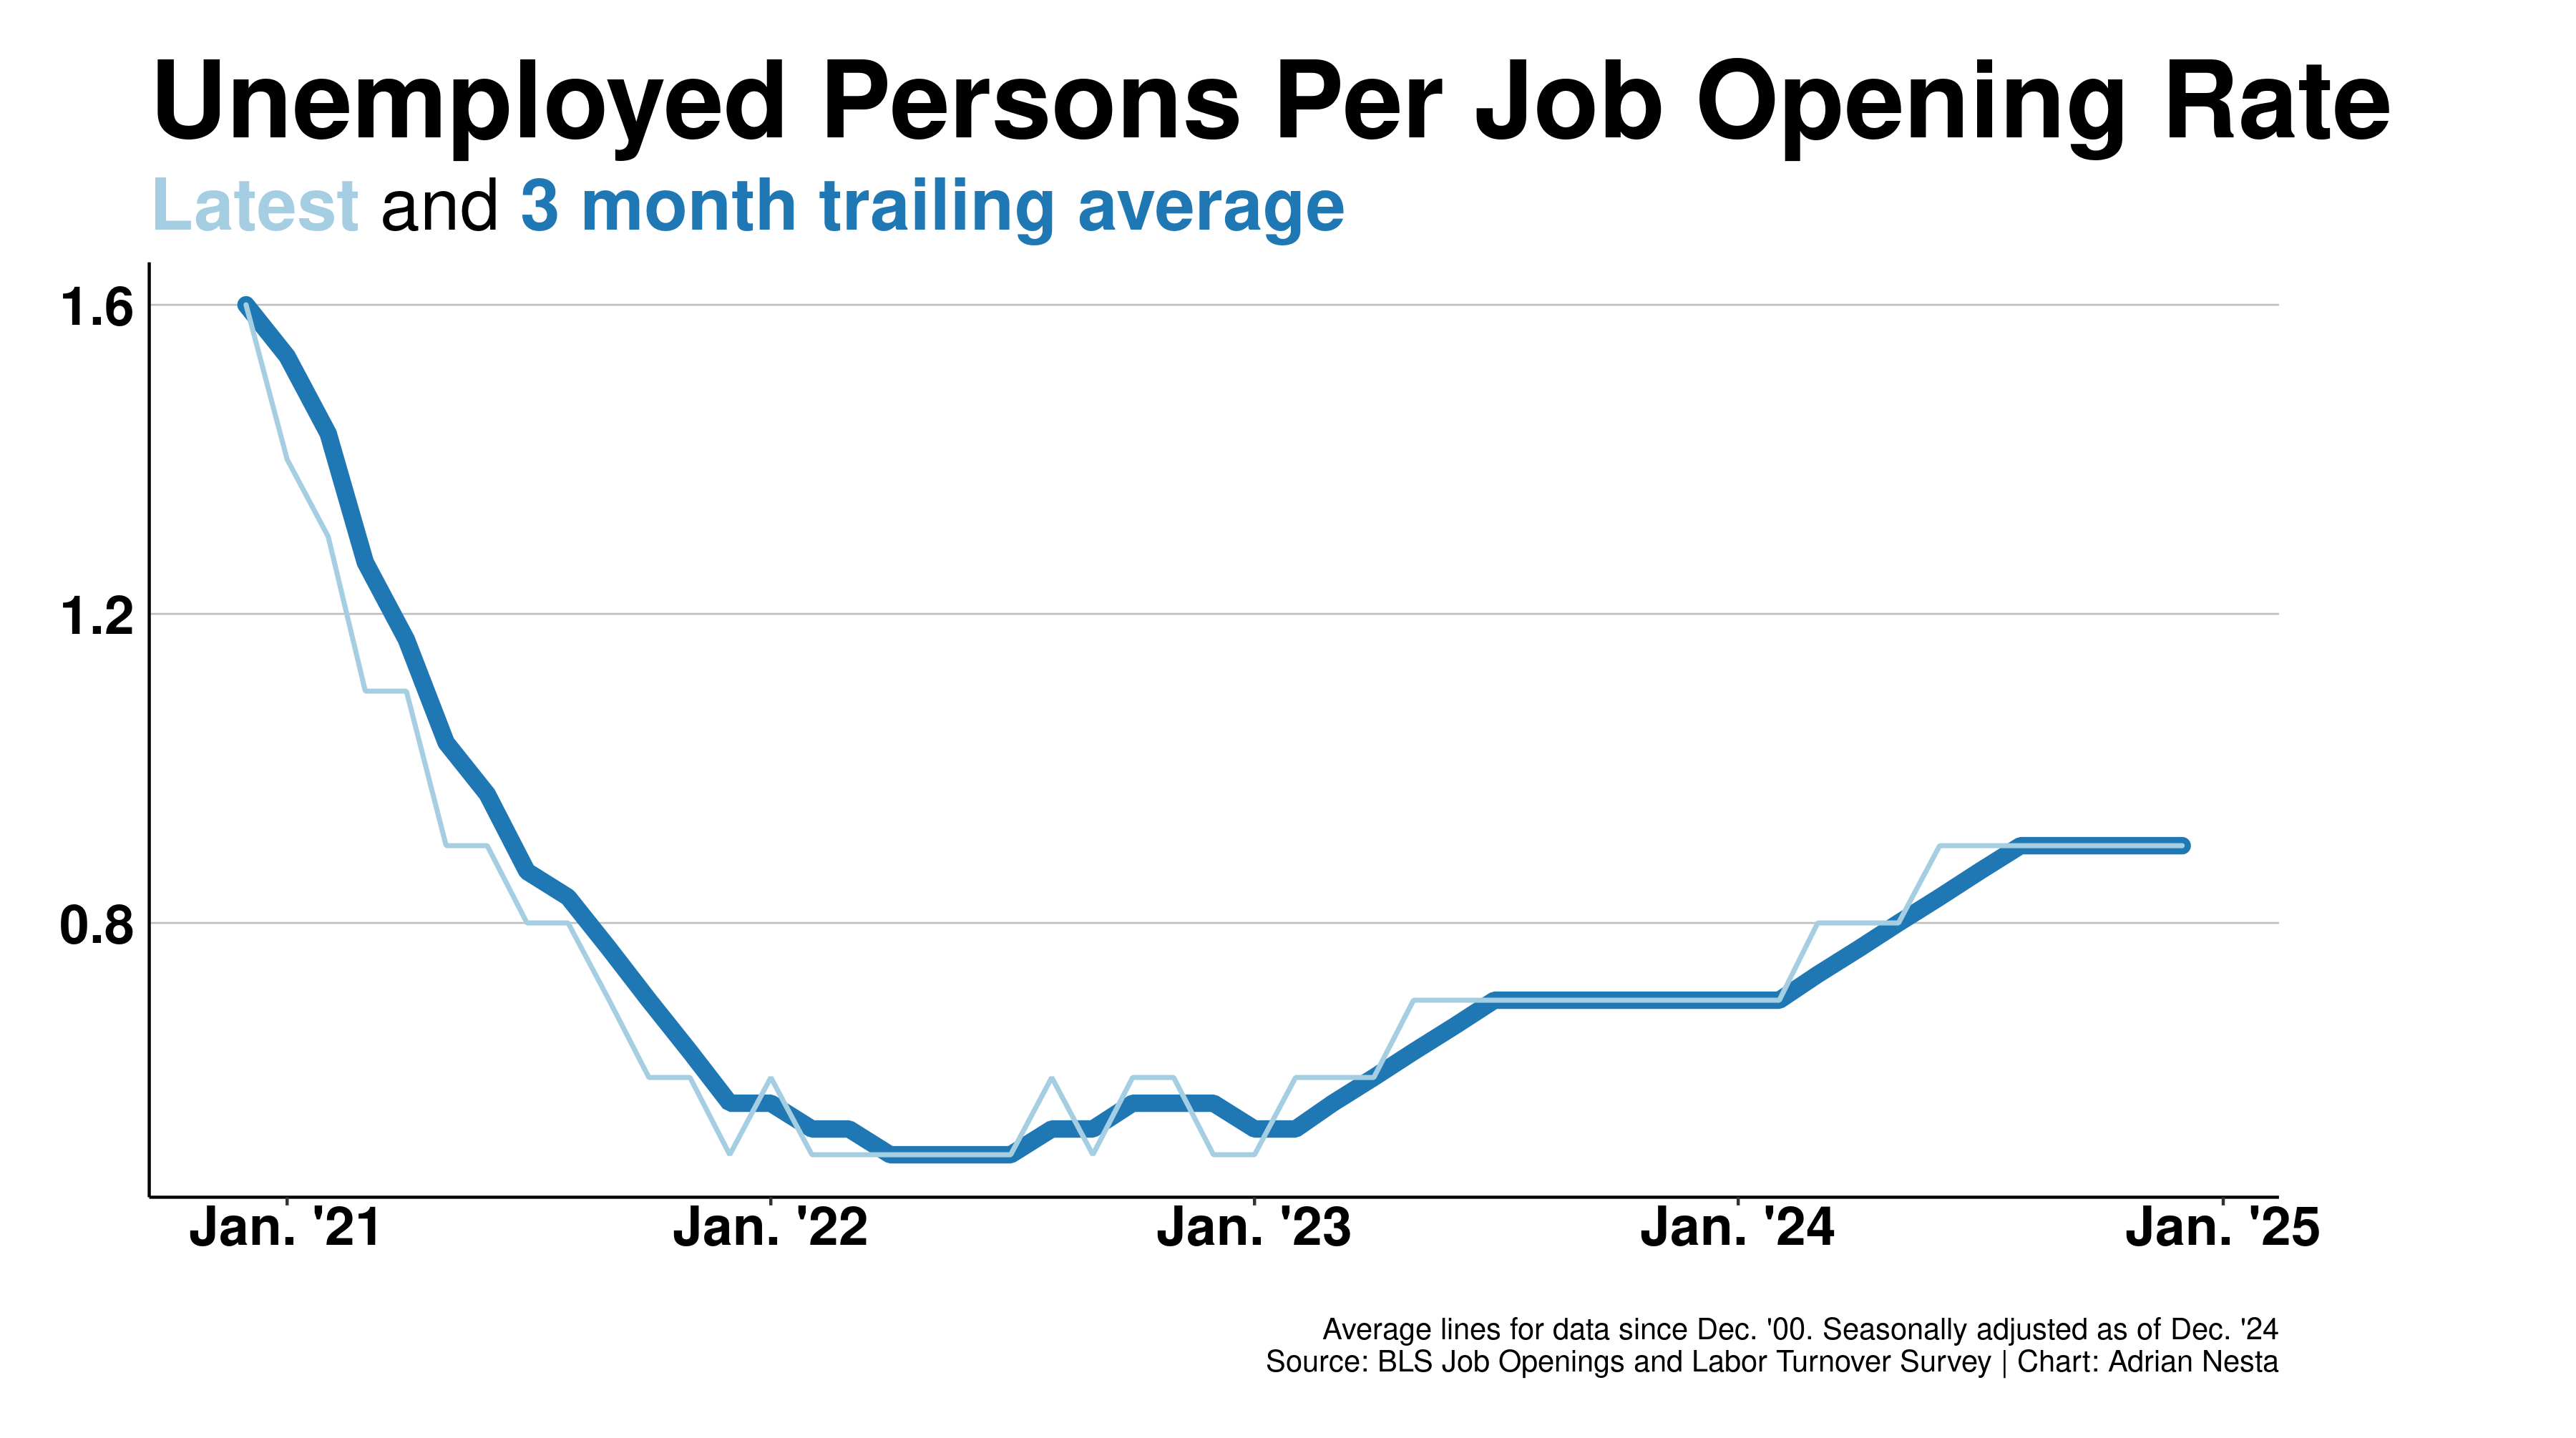 Unemployed Persons Per Job Opening Rate
Latest and 3 month trailing average
1.6
1.2
0.8
Jan. '21
Jan. '22
Jan. '23
Jan. '24
Jan. '25
Average lines for data since Dec. '00. Seasonally adjusted as of Dec. '24
Source: BLS Job Openings and Labor Turnover Survey | Chart: Adrian Nesta